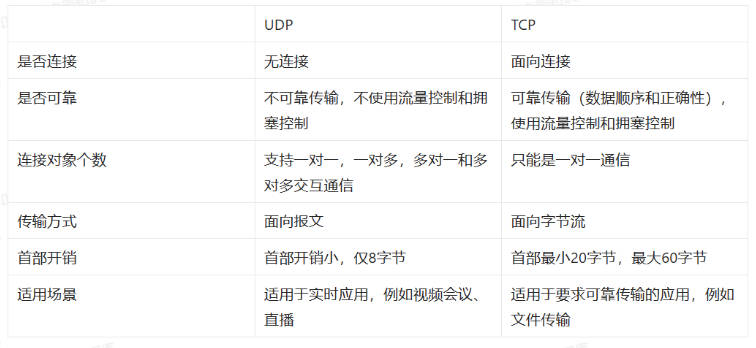 UDP TCP
是否连接 无连接 面向连接
是否可靠 不可靠传输，不使用流量控制和拥 可靠传输（数据顺序和正确性），
塞控制 使用流量控制和拥塞控制
连接对象个数 支持一对一，一对多，多对一和多 只能是一对一通信
对多交互通信
传输方式 面向报文 面向字节流
首部开销 首部开销小，仅8字节 首部最小20字节，最大60字节
适用场景 适用于实时应用，例如视频会议、 适用于要求可靠传输的应用，例如
直播 文件传输